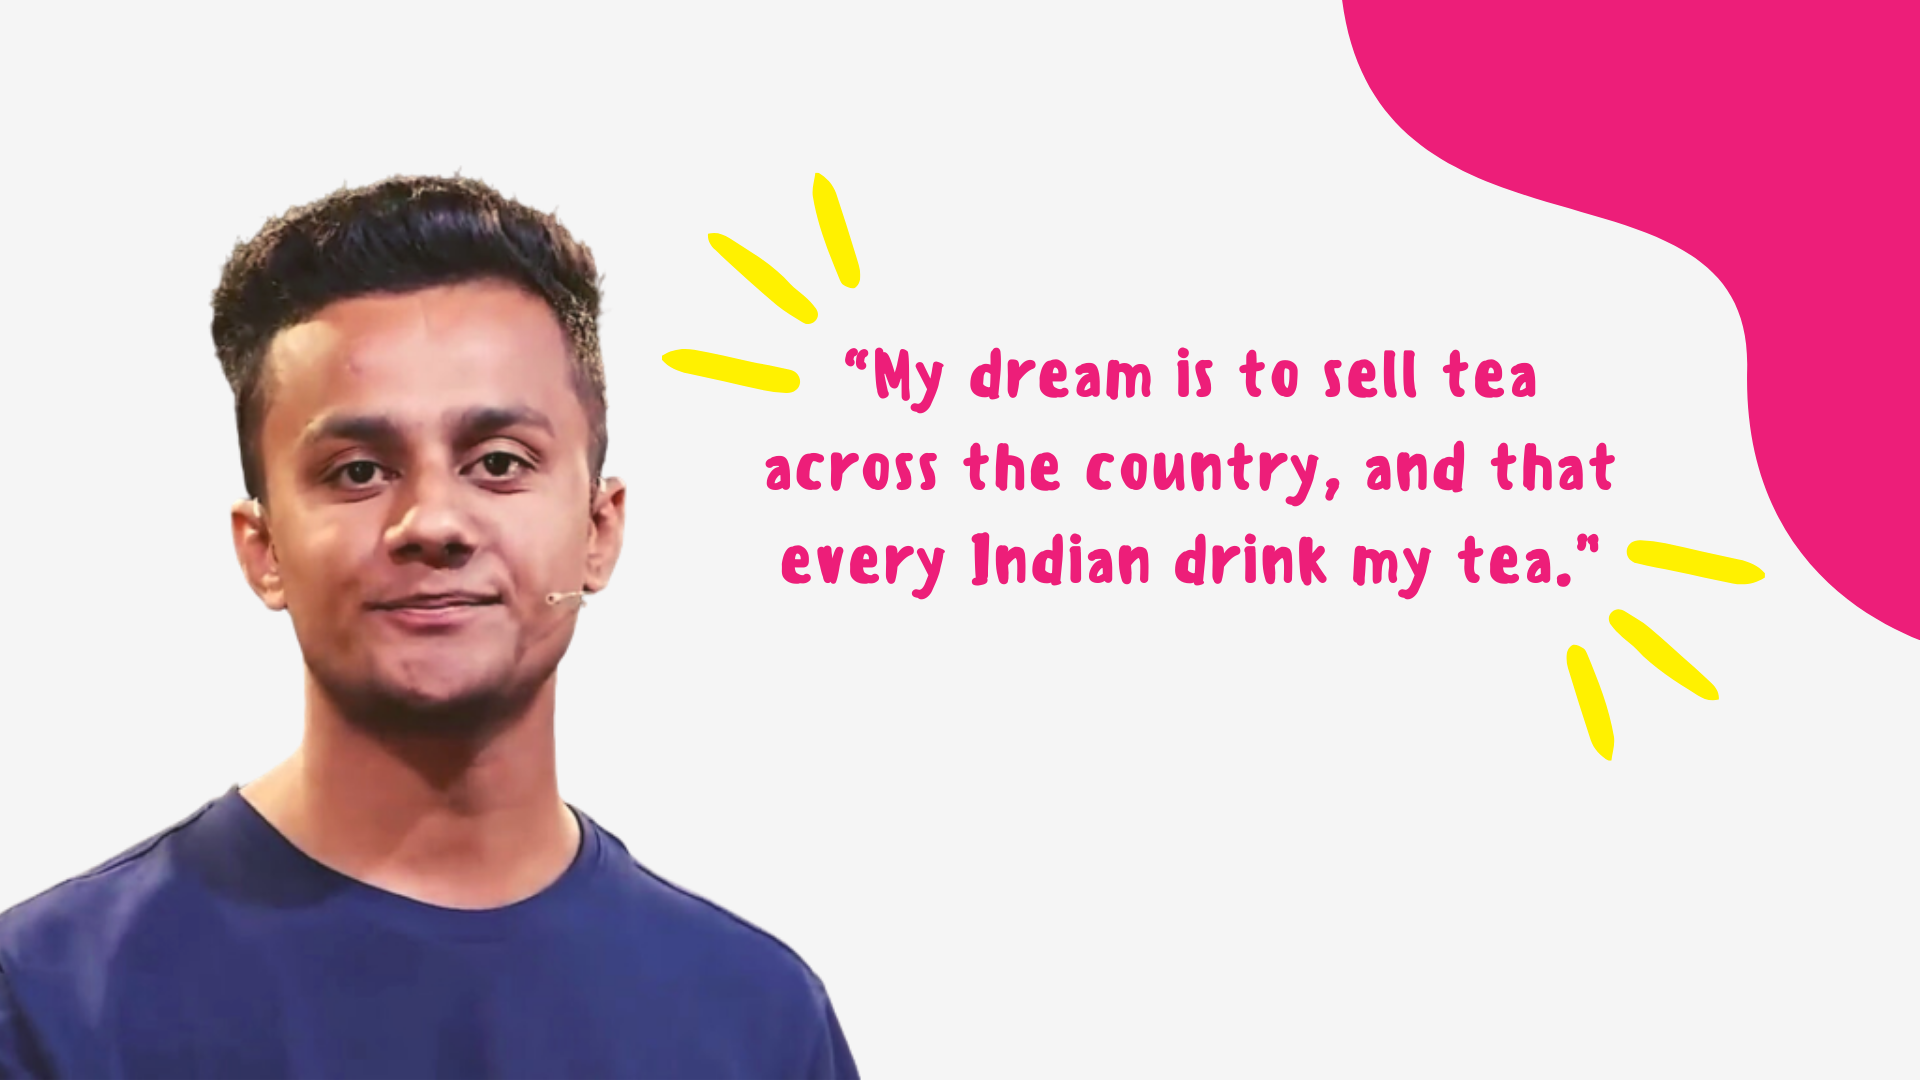 “My dream is to sell tea
across the country, and that
every Indian drink my tea.”